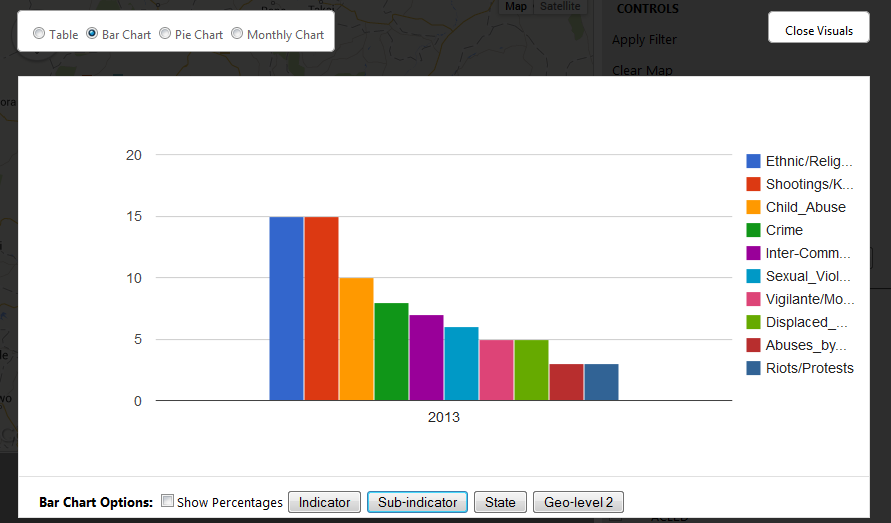 Map Satellite
CONTROLS
Table Bar Chart Pie Chart Monthly Chart
Close Visuals
Apply Filter
Clear Map
ora
20
15
10
5
0
2013
Ethnic/Relig...
Shootings/K...
Child_Abuse
Crime
Inter-Comm...
Sexual_Viol...
Vigilante/Mo...
Displaced_...
Abuses_by...
Riots/Protests
Bar Chart Options: Show Percentages Indicator Sub-indicator State Geo-level 2
ACLED